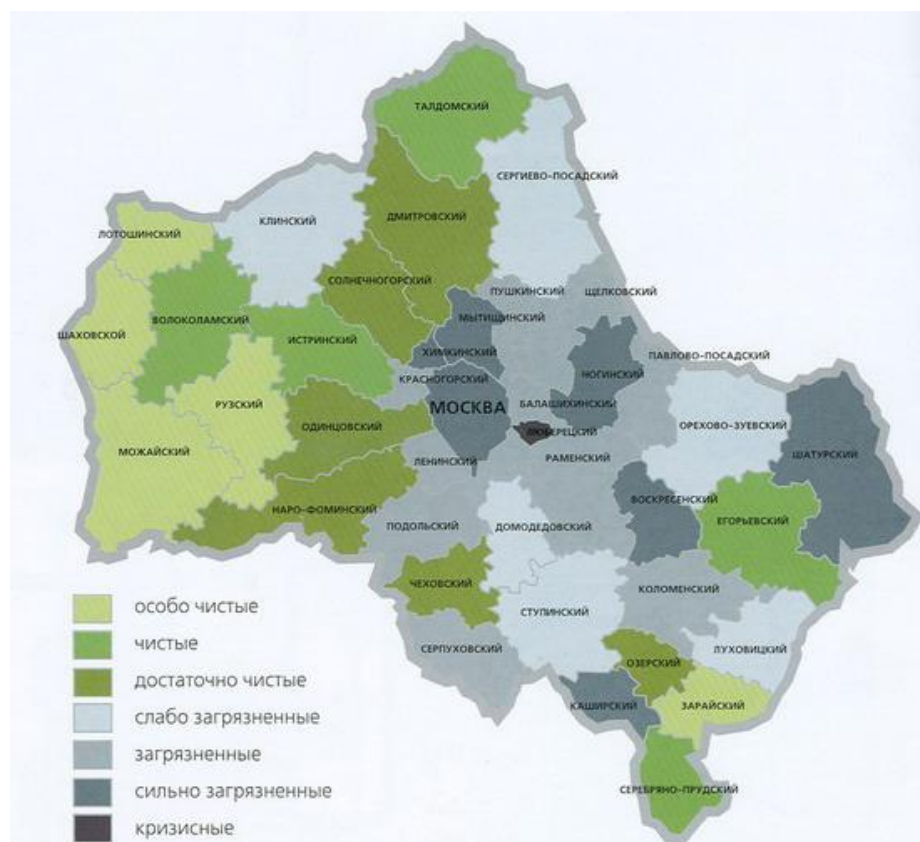 ТАЛДОМСКИЙ
СЕРГИЕВО-ПОСАДСКИЙ
КЛИНСКИЙ
ДМИТРОВСКИЙ
ЛОТОШИНСКИЙ
СОЛНЕЧНОГОРСКИЙ
ПУШКИНСКИЙ
ЩЕЛКОВСКИЙ
ВОЛОКОЛАМСКИЙ
МЫТИЩИНСКИЙ
ШАХОВСКОЙ
ИСТРИНСКИЙ
ХИМКИНСКИЙ
ПАВЛОВО-ПОСАДСКИЙ
КРАСНОГОРСКИЙ
НОГИНСКИЙ
РУЗСКИЙ
МОСКВА
БАЛАШИХИНСКИЙ
ОДИНЦОВСКИЙ
ЛЮБЕРЕЦКИЙ
ОРЕХОВО-ЗУЕВСКИЙ
МОЖАЙСКИЙ
ЛЕНИНСКИЙ
РАМЕНСКИЙ
ШАТУРСКИЙ
ВОСКРЕСЕНСКИЙ
НАРО-ФОМИНСКИЙ
ПОДОЛЬСКИЙ
ДОМОДЕДОВСКИЙ
ЕГОРЬЕВСКИЙ
ЧЕХОВСКИЙ
КОЛОМЕНСКИЙ
СТУПИНСКИЙ
СЕРПУХОВСКИЙ
ЛУХОВИЦКИЙ
ОЗЕРСКИЙ
КАШИРСКИЙ
ЗАРАЙСКИЙ
СЕРЕБРЯНО-ПРУДСКИЙ
особо чистые
чистые
достаточно чистые
слабо загрязненные
загрязненные
сильно загрязненные
кризисные